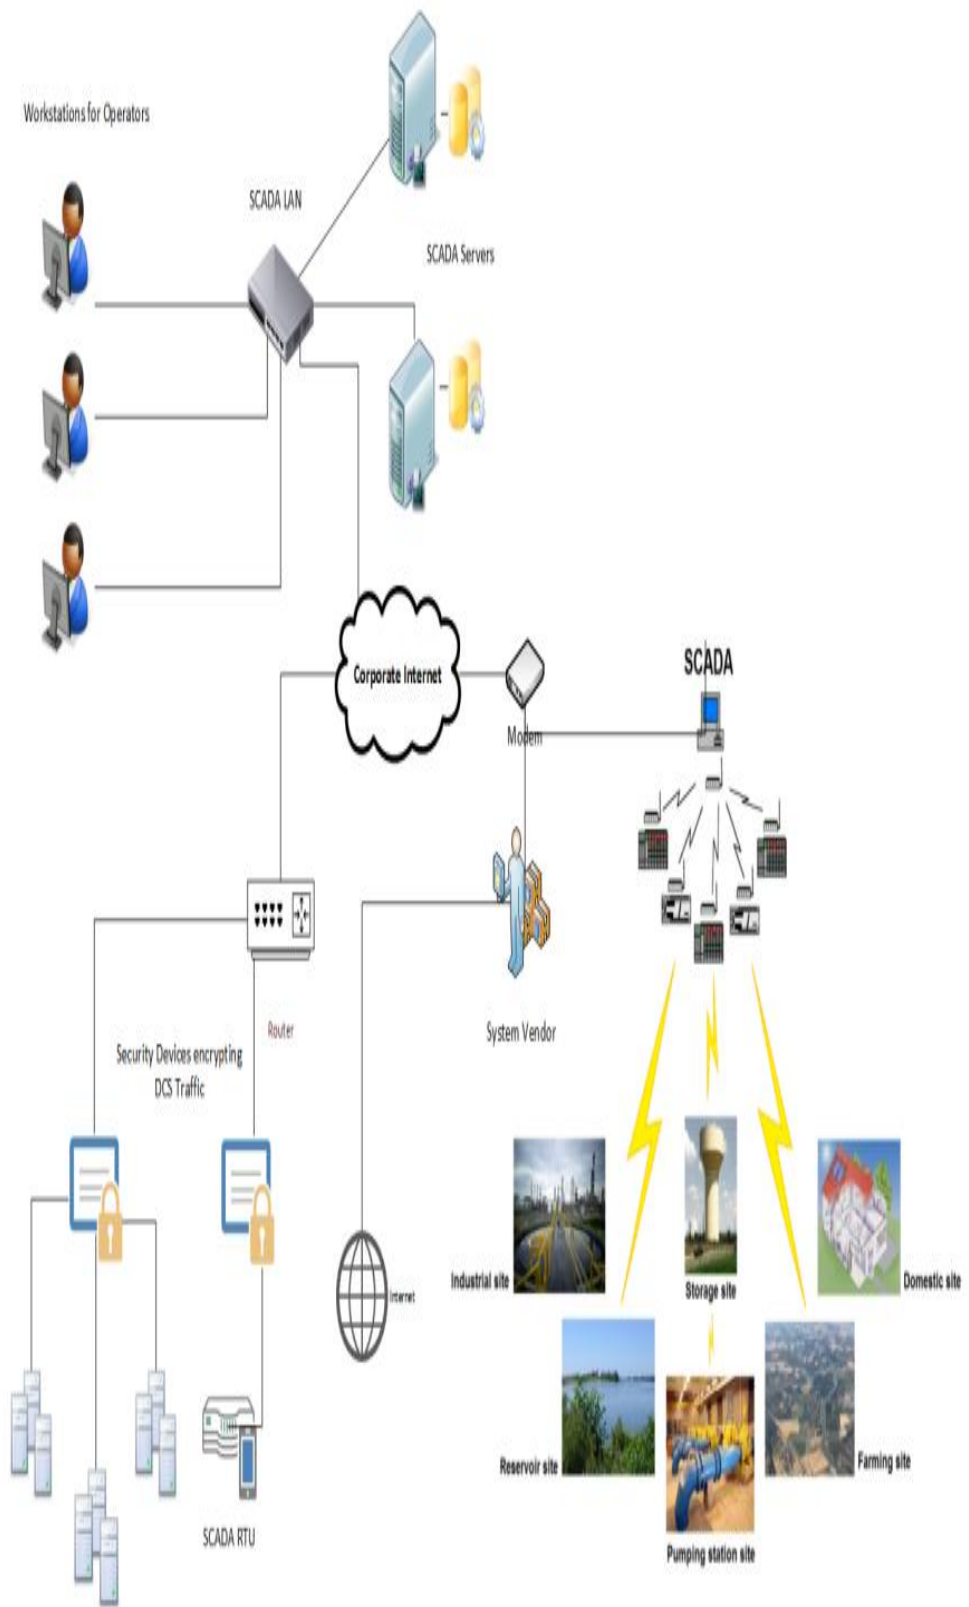 Workstations for Operators
SCADA LAN
SCADA Servers
Corporate Internet
SCADA
Modem
Router
System Vendor
Security Devices encrypting
DCS Traffic
Internet
Industrial site
Storage site
Domestic site
Reservoir site
Farming site
SCADA RTU
Pumping station site